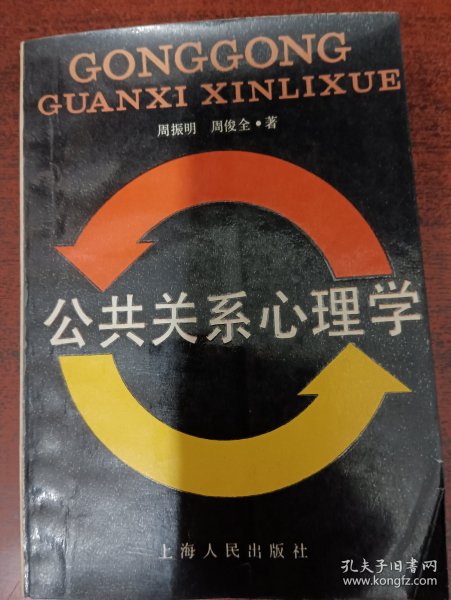 GONGGONG
GUANXI XINLIXUE
周振明 周俊全·著
公共关系心理学
上海人民出版社
孔夫子旧书网
www.kongfz.com